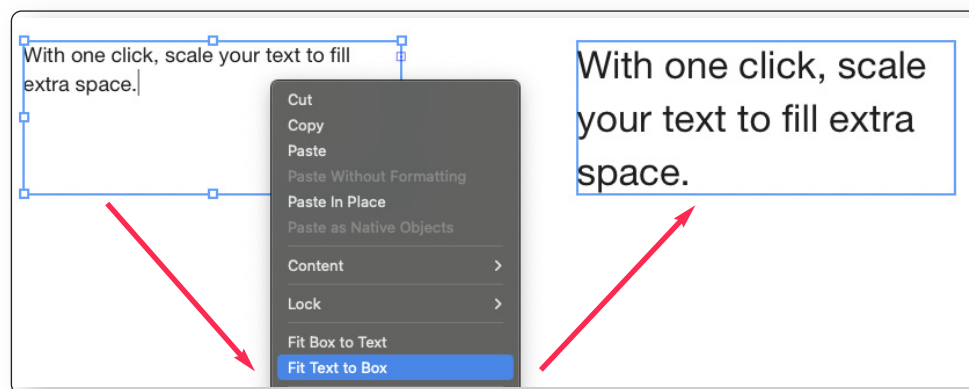 With one click, scale your text to fill
extra space.
Cut
Copy
Paste
Paste Without Formatting
Paste In Place
Paste as Native Objects
Content
Lock
Fit Box to Text
Fit Text to Box
With one click, scale
your text to fill extra
space.